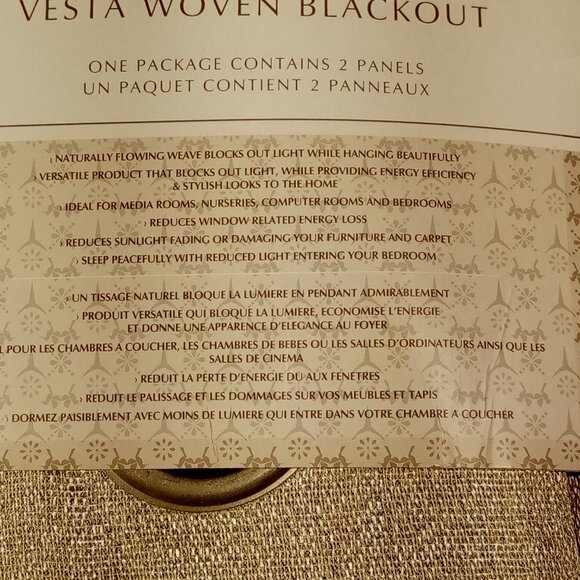 VESTA WOVEN BLACKOUT
ONE PACKAGE CONTAINS 2 PANELS
UN PAQUET CONTIENT 2 PANNEAUX
› NATURALLY FLOWING WEAVE BLOCKS OUT LIGHT WHILE HANGING BEAUTIFULLY
› VERSATILE PRODUCT THAT BLOCKS OUT LIGHT, WHILE PROVIDING ENERGY EFFICIENCY
& STYLISH LOOKS TO THE HOME
› IDEAL FOR MEDIA ROOMS, NURSERIES, COMPUTER ROOMS AND BEDROOMS
› REDUCES WINDOW RELATED ENERGY LOSS
› REDUCES SUNLIGHT FADING OR DAMAGING YOUR FURNITURE AND CARPET
› SLEEP PEACEFULLY WITH REDUCED LIGHT ENTERING YOUR BEDROOM
› UN TISSAGE NATUREL BLOQUE LA LUMIERE EN PENDANT ADMIRABLEMENT
› PRODUIT VERSATILE QUI BLOQUE LA LUMIERE, ECONOMISE L'ENERGIE
ET DONNE UNE APPARENCE D'ELEGANCE AU FOYER
POUR LES CHAMBRES A COUCHER, LES CHAMBRES DE BEBES OU LES SALLES D'ORDINATEURS AINSI QUE LES
SALLES DE CINEMA
› REDUIT LA PERTE D'ENERGIE DU AUX FENETRES
› REDUIT LE PALISSAGE ET LES DOMMAGES SUR VOS MEUBLES ET TAPIS
› DORMEZ PAISIBLEMENT AVEC MOINS DE LUMIERE QUI ENTRE DANS VOTRE CHAMBRE A COUCHER